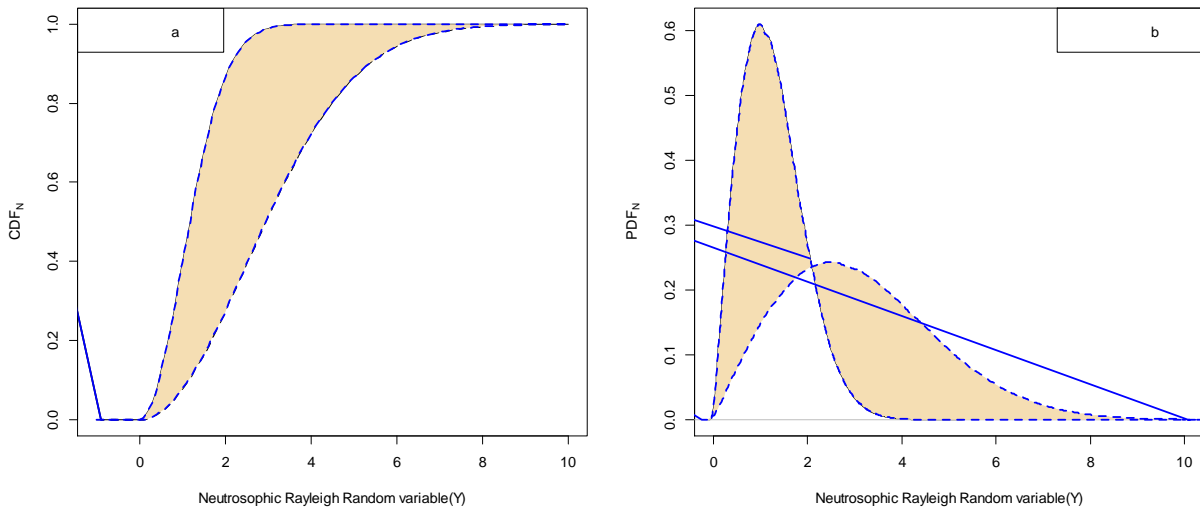 a
1.0
0.8
0.6
0.4
0.2
0.0
CDF_N
0 2 4 6 8 10
Neutrosophic Rayleigh Random variable(Y)
b
0.6
0.5
0.4
0.3
0.2
0.1
0.0
PDF_N
0 2 4 6 8 10
Neutrosophic Rayleigh Random variable(Y)